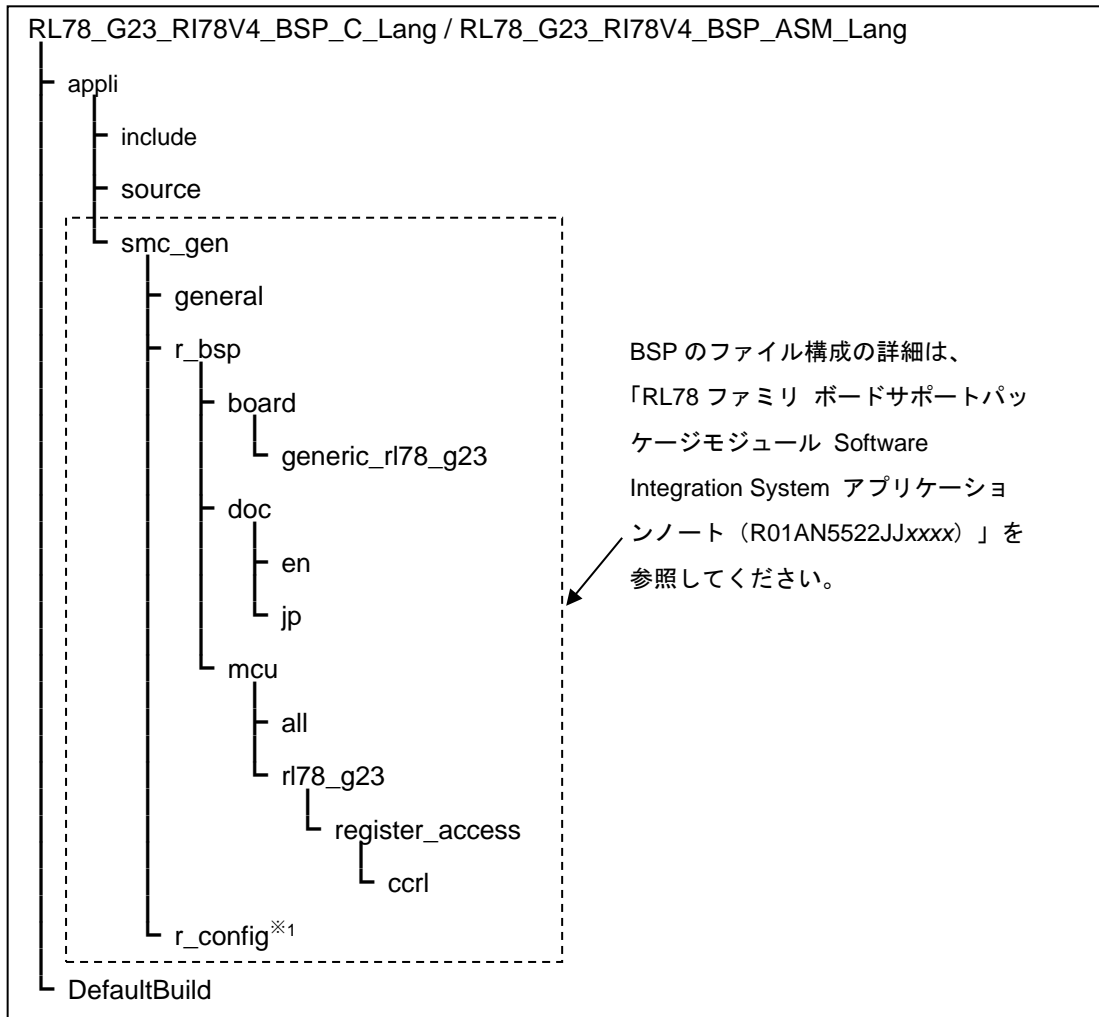 RL78_G23_RI78V4_BSP_C_Lang / RL78_G23_RI78V4_BSP_ASM_Lang
appli
include
source
smc_gen
general
r_bsp
board
generic_rl78_g23
doc
en
jp
mcu
all
rl78_g23
register_access
ccrl
r_config※1
DefaultBuild
BSP のファイル構成の詳細は、
「RL78 ファミリ ボードサポートパッ
ケージモジュール Software
Integration System アプリケーショ
ンノート（R01AN5522JJxxxx）」を
参照してください。